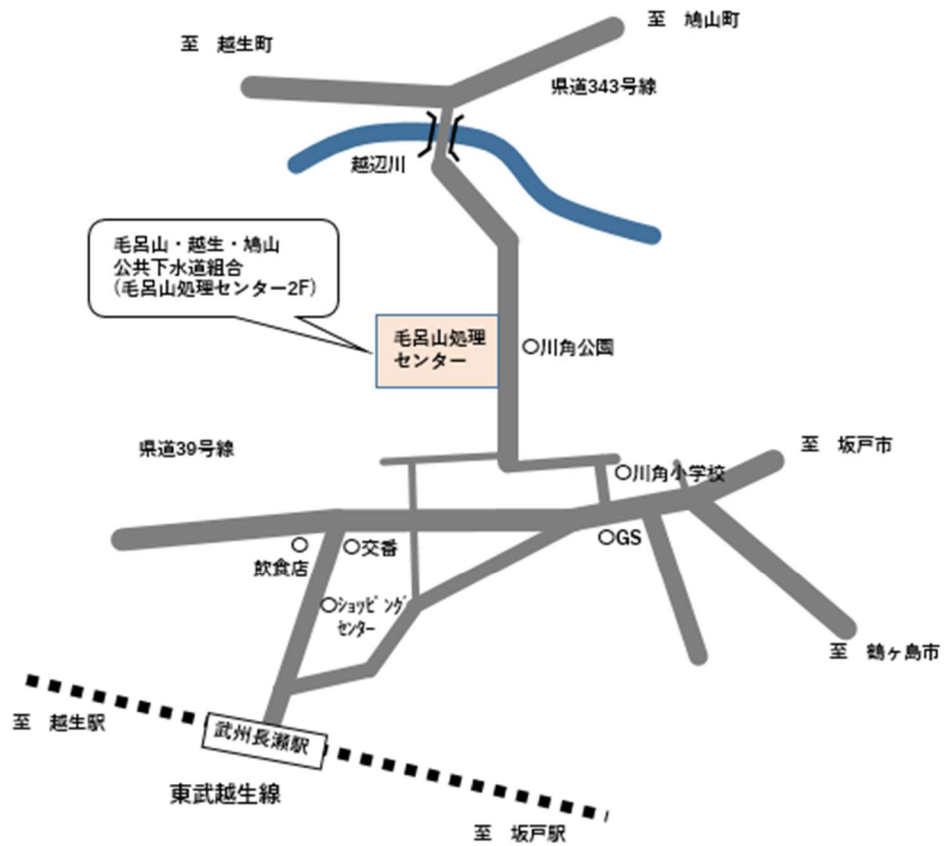 至　鳩山町
至　越生町
県道343号線
越辺川
毛呂山・越生・鳩山
公共下水道組合
(毛呂山処理センター2F)
毛呂山処理
センター
○川角公園
県道39号線
至　坂戸市
○川角小学校
○GS
○
飲食店
○交番
○ｼｮｯﾋﾟﾝｸﾞ
ｾﾝﾀｰ
至　鶴ヶ島市
至　越生駅
武州長瀬駅
東武越生線
至　坂戸駅